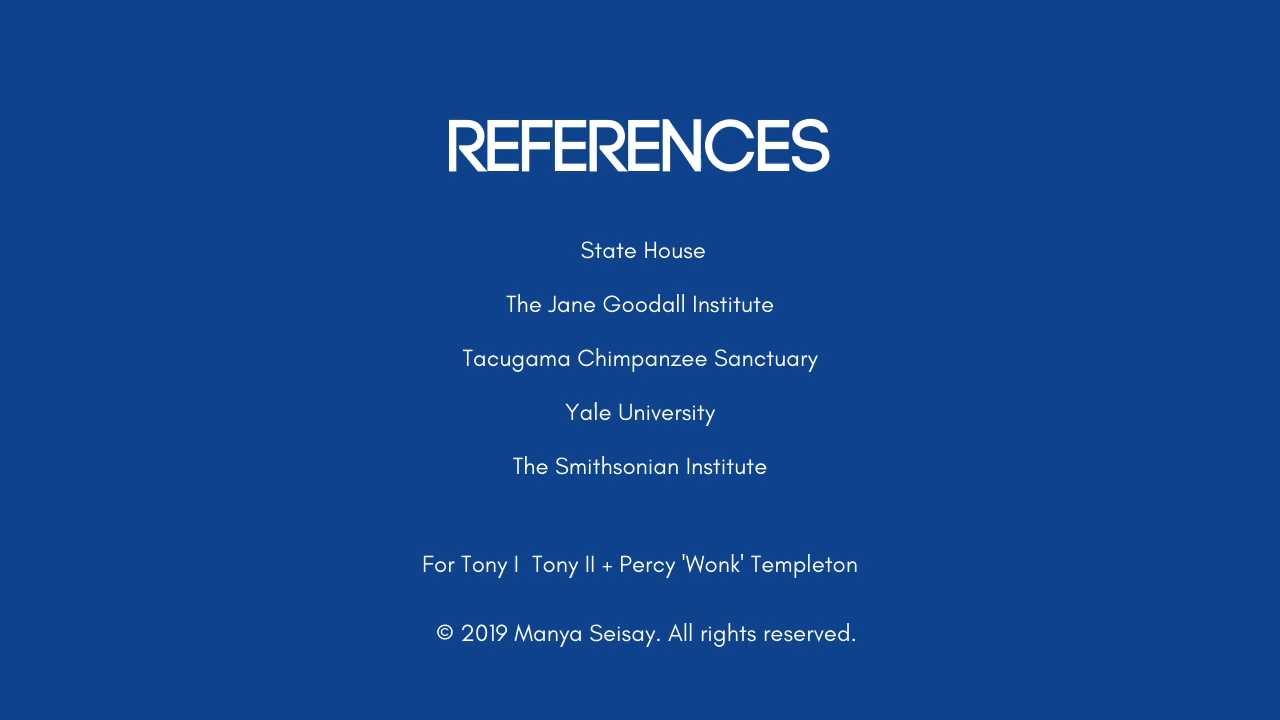 REFERENCES
State House
The Jane Goodall Institute
Tacugama Chimpanzee Sanctuary
Yale University
The Smithsonian Institute
For Tony I  Tony II + Percy 'Wonk' Templeton
© 2019 Manya Seisay. All rights reserved.